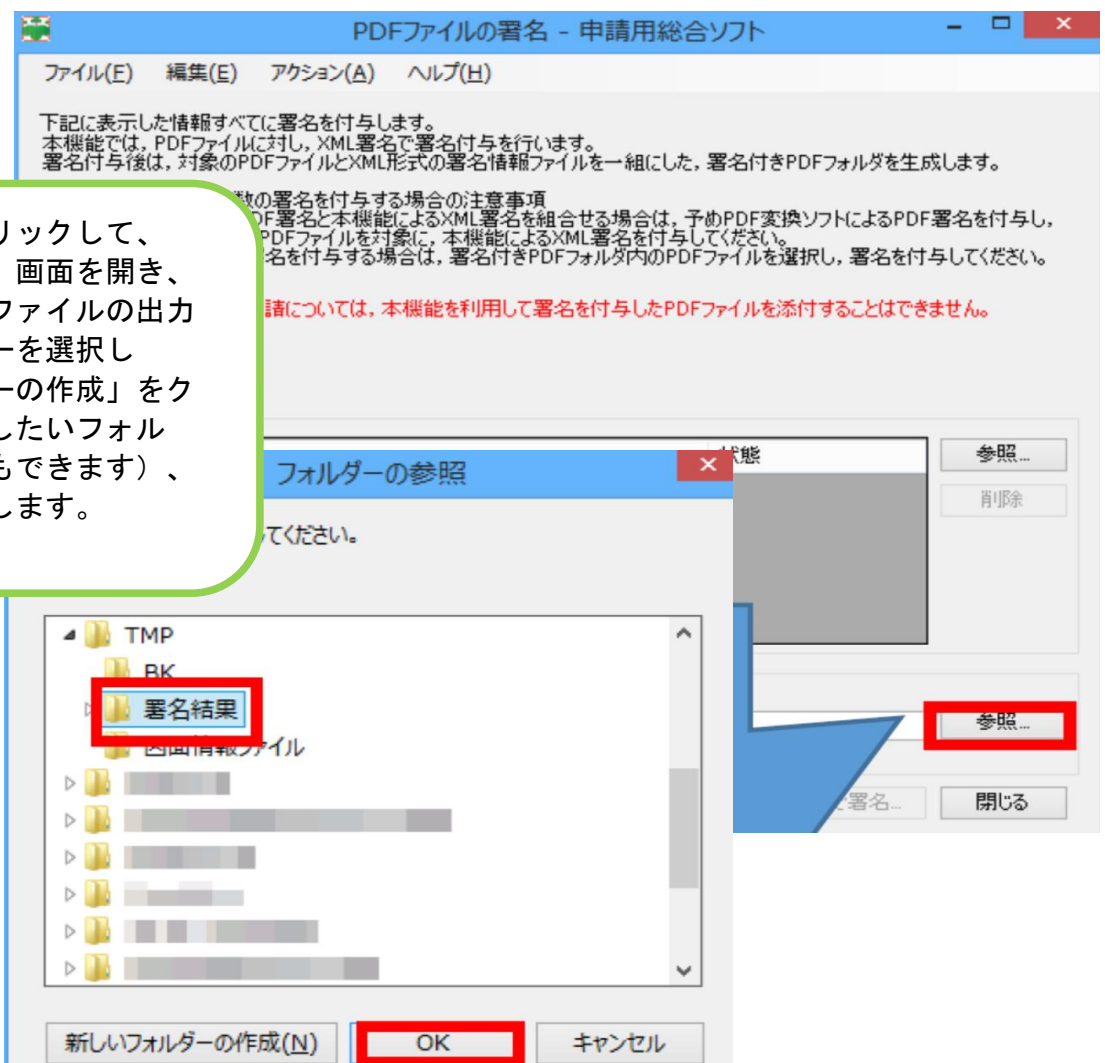 PDFファイルの署名 - 申請用総合ソフト
ファイル(F) 編集(E) アクション(A) ヘルプ(H)
下記に表示した情報すべてに署名を付与します。
本機能では，PDFファイルに対し，XML署名で署名付与を行います。
署名付与後は，対象のPDFファイルとXML形式の署名情報ファイルを一組にした，署名付きPDFフォルダを生成します。
数の署名を付与する場合の注意事項
DF署名と本機能によるXML署名を組合せる場合は，予めPDF変換ソフトによるPDF署名を付与し，
PDFファイルを対象に，本機能によるXML署名を付与してください。
名を付与する場合は，署名付きPDFフォルダ内のPDFファイルを選択し，署名を付与してください。
請については，本機能を利用して署名を付与したPDFファイルを添付することはできません。
リックして、
画面を開き、
ファイルの出力
ーを選択し
ーの作成」をク
したいフォル
もできます）、
します。
状態
参照...
削除
フォルダーの参照
てください。
TMP
BK
署名結果
図面情報ファイル
参照...
で署名...
閉じる
新しいフォルダーの作成(N)
OK
キャンセル